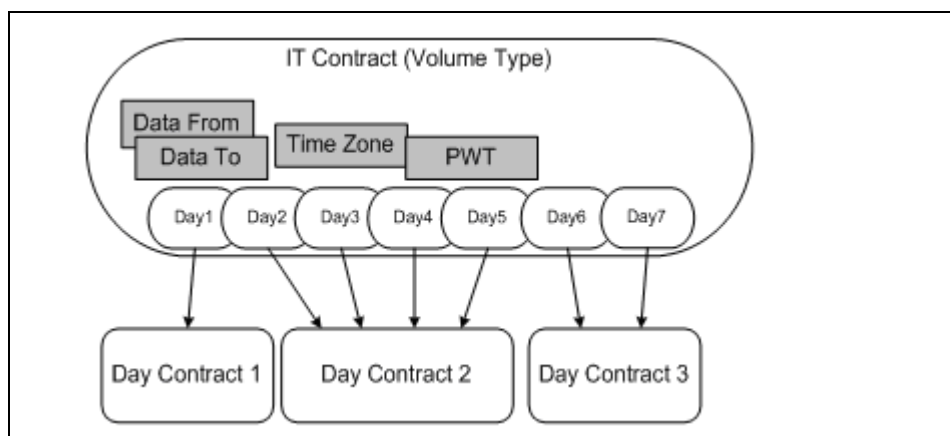 IT Contract (Volume Type)
Data From
Data To
Time Zone
PWT
Day1
Day2
Day3
Day4
Day5
Day6
Day7
Day Contract 1
Day Contract 2
Day Contract 3